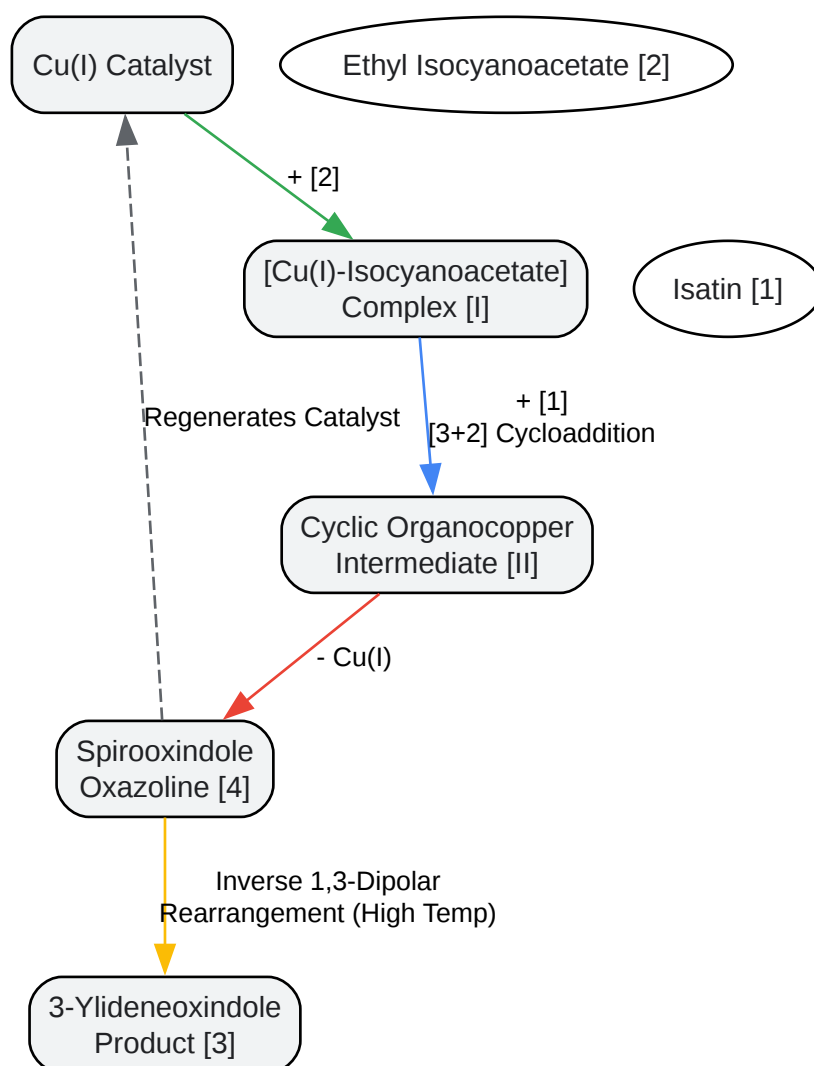 Cu(I) Catalyst
Ethyl Isocyanoacetate [2]
+ [2]
[Cu(I)-Isocyanoacetate]
Complex [I]
Isatin [1]
Regenerates Catalyst
+ [1]
[3+2] Cycloaddition
Cyclic Organocopper
Intermediate [II]
- Cu(I)
Spirooxindole
Oxazoline [4]
Inverse 1,3-Dipolar
Rearrangement (High Temp)
3-Ylideneoxindole
Product [3]